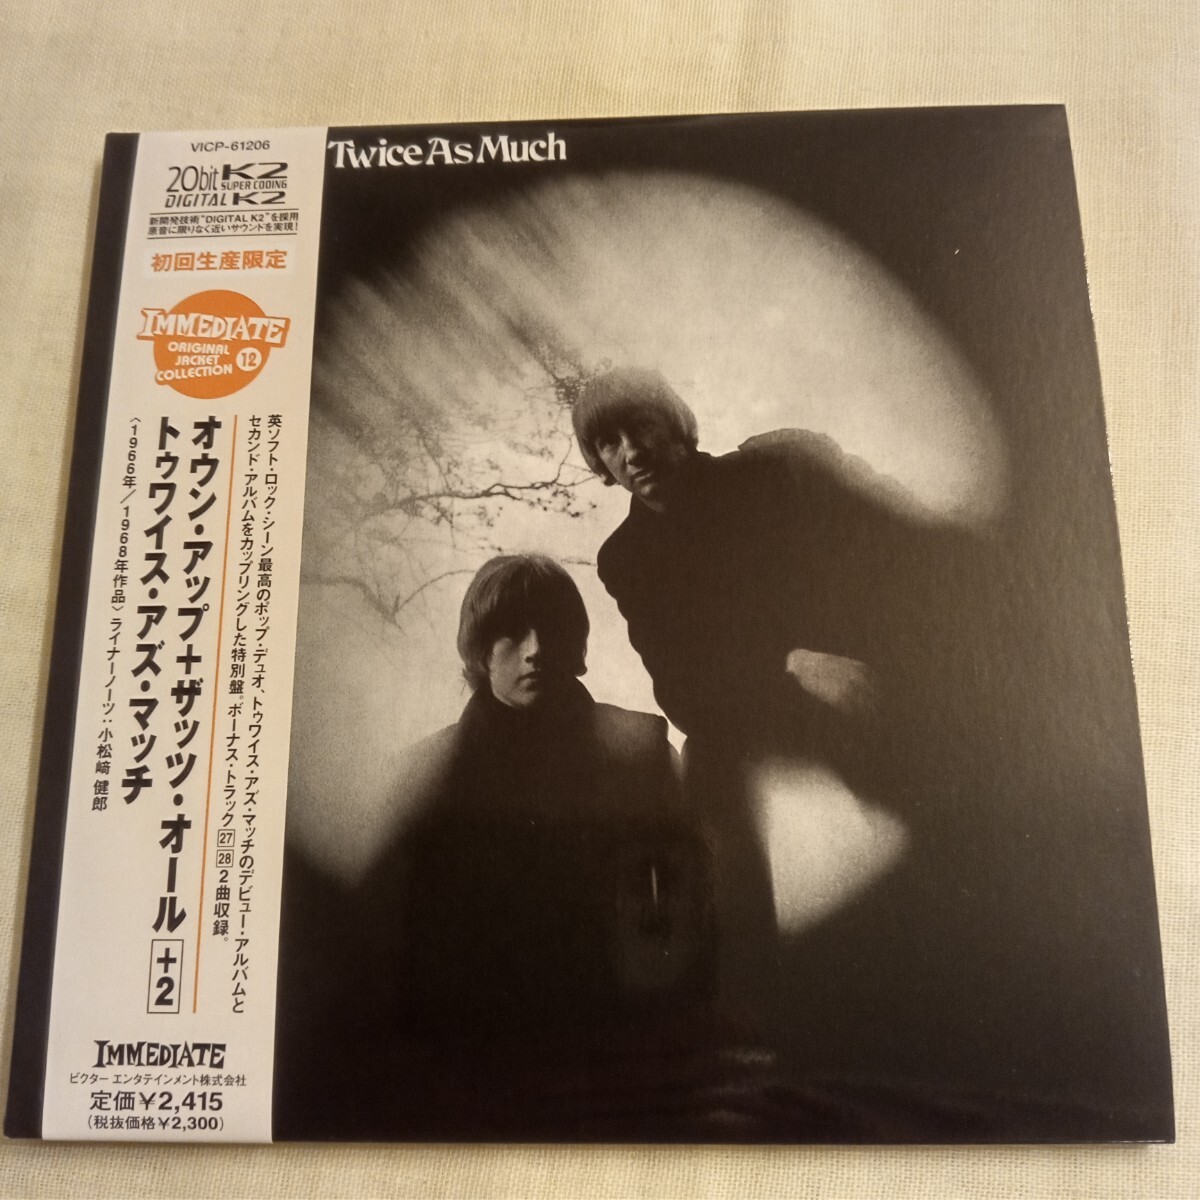 VICP-61206
20bit K2
SUPER CODING
DIGITAL K2
新開発技術“DIGITAL K2”を採用
原音に限りなく近いサウンドを実現！
初回生産限定
IMMEDIATE
ORIGINAL
JACKET
COLLECTION 12
英ソフト・ロック・シーン最高のポップ・デュオ、トゥワイス・アズ・マッチのデビュー・アルバムと
セカンド・アルバムをカップリングした特別盤。ボーナス・トラック27 28 2曲収録。
オウン・アップ＋ザッツ・オール +2
トゥワイス・アズ・マッチ
〈1966年／1968年作品〉ライナーノーツ：小松﨑 健郎
IMMEDIATE
ビクター エンタテインメント株式会社
定価¥2,415
(税抜価格¥2,300)
Twice As Much